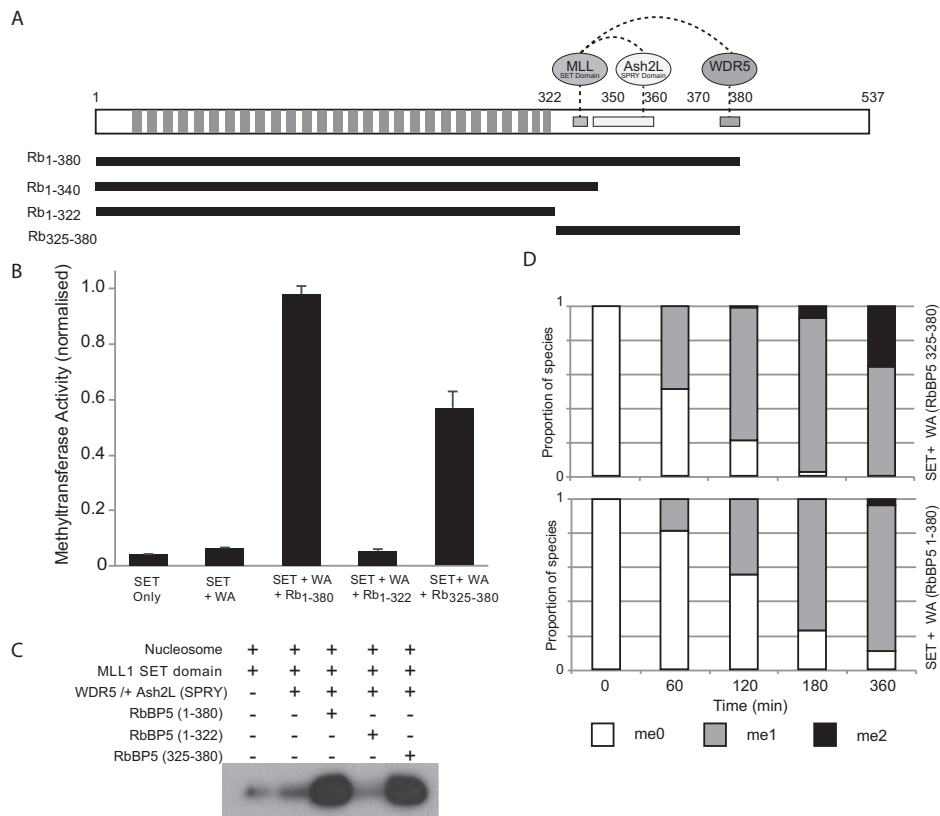 A
MLL
SET Domain
Ash2L
SPRY Domain
WDR5
1 322 350 360 370 380 537
Rb1-380
Rb1-340
Rb1-322
Rb325-380
B
Methyltransferase Activity (normalised)
1.0
0.8
0.6
0.4
0.2
0
SET Only
SET + WA
SET + WA + Rb1-380
SET + WA + Rb1-322
SET+ WA + Rb325-380
C
Nucleosome + + + + +
MLL1 SET domain + + + + +
WDR5 /+ Ash2L (SPRY) - + + + +
RbBP5 (1-380) - - + - -
RbBP5 (1-322) - - - + -
RbBP5 (325-380) - - - - +
D
1
Proportion of species
0
SET+ WA (RbBP5 325-380)
1
Proportion of species
0
SET + WA (RbBP5 1-380)
0 60 120 180 360
Time (min)
me0 me1 me2